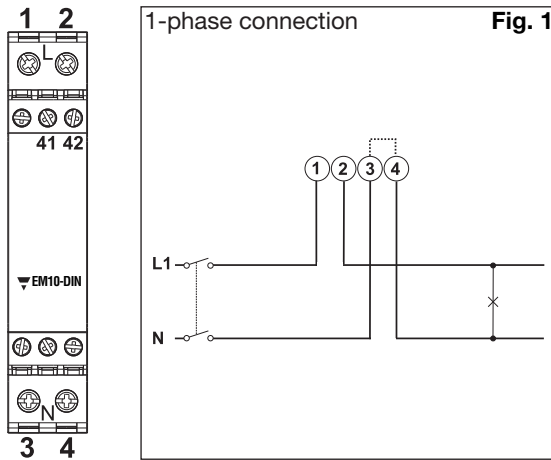 1 2
L
41 42
EM10-DIN
N
3 4
1-phase connection Fig. 1
1 2 3 4
L1
N